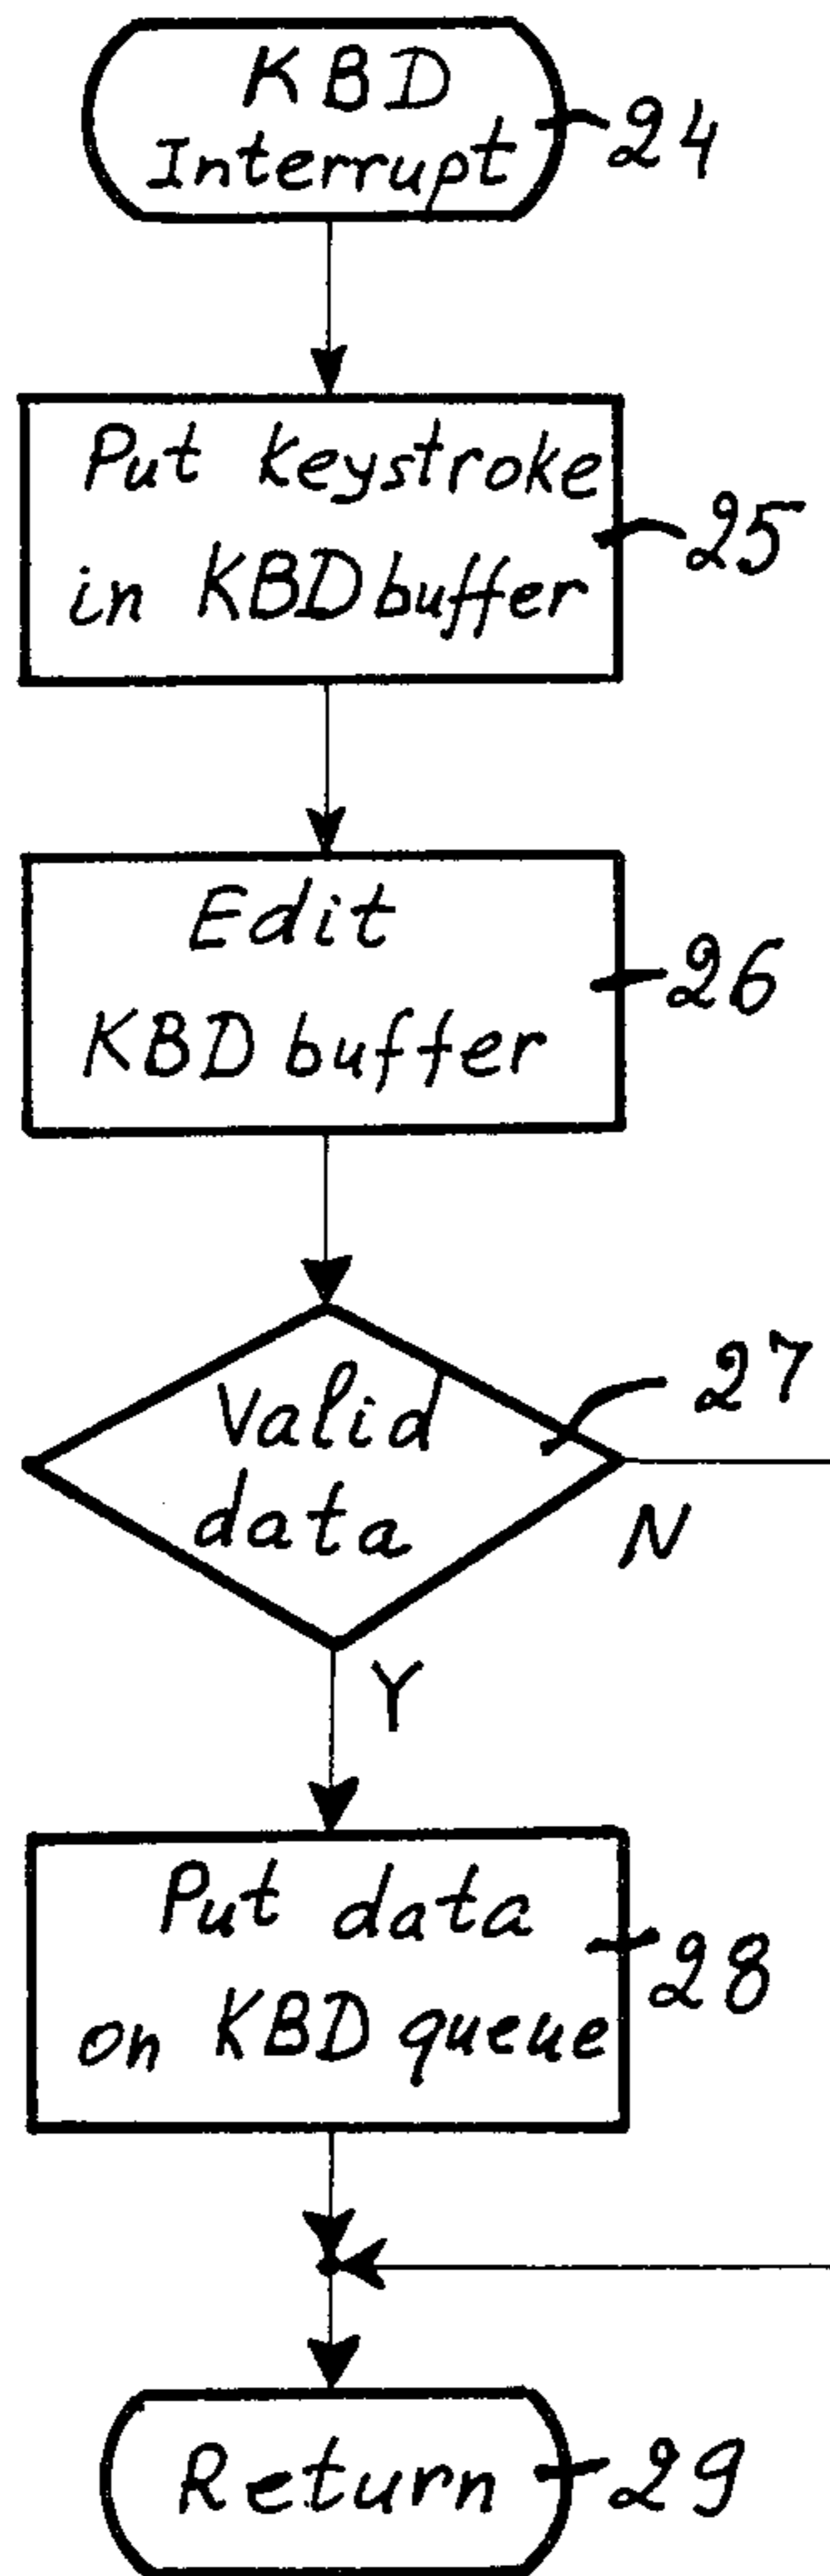 KBD
Interrupt
24
Put keystroke
in KBD buffer
25
Edit
KBD buffer
26
Valid
data
27
N
Y
Put data
on KBD queue
28
Return
29